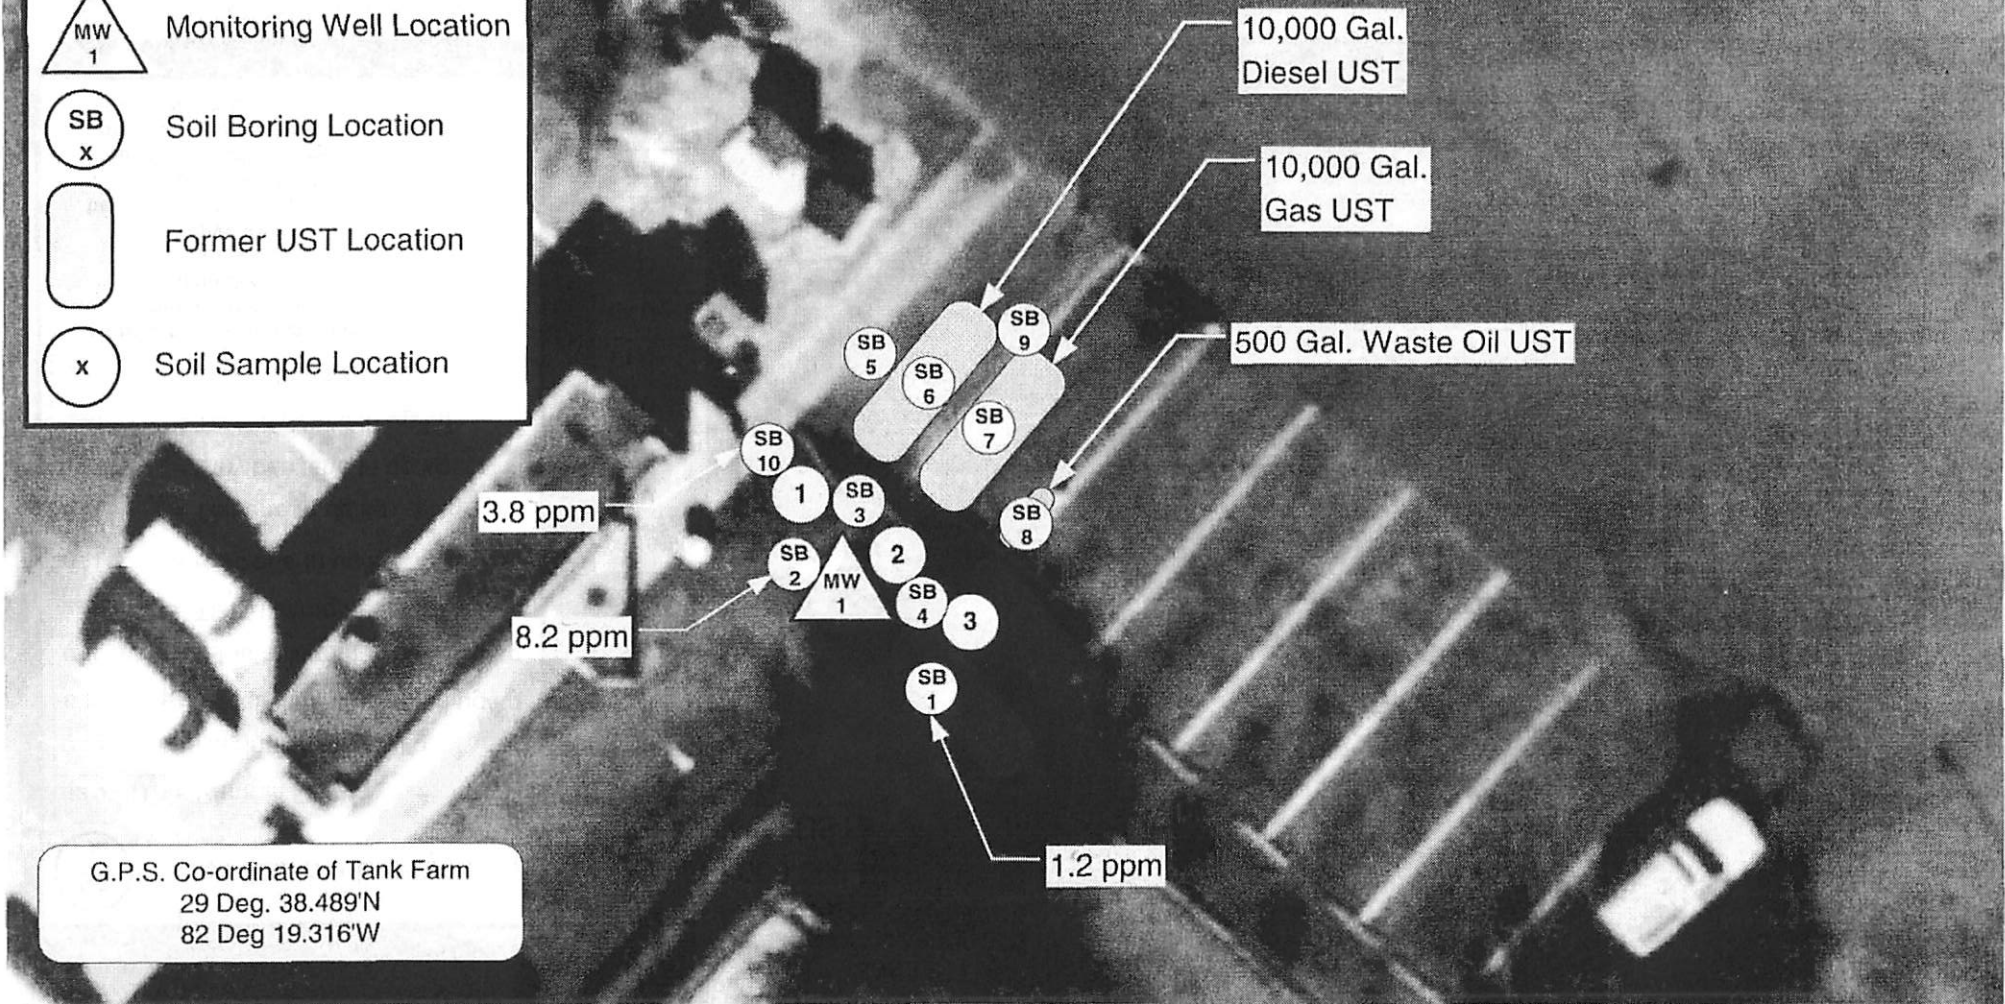 MW
1
Monitoring Well Location
SB
x
Soil Boring Location
Former UST Location
x
Soil Sample Location
10,000 Gal.
Diesel UST
10,000 Gal.
Gas UST
500 Gal. Waste Oil UST
SB
5
SB
6
SB
9
SB
7
SB
8
SB
10
3.8 ppm
1
SB
3
2
SB
2
MW
1
SB
4
3
8.2 ppm
SB
1
1.2 ppm
G.P.S. Co-ordinate of Tank Farm
29 Deg. 38.489'N
82 Deg 19.316'W